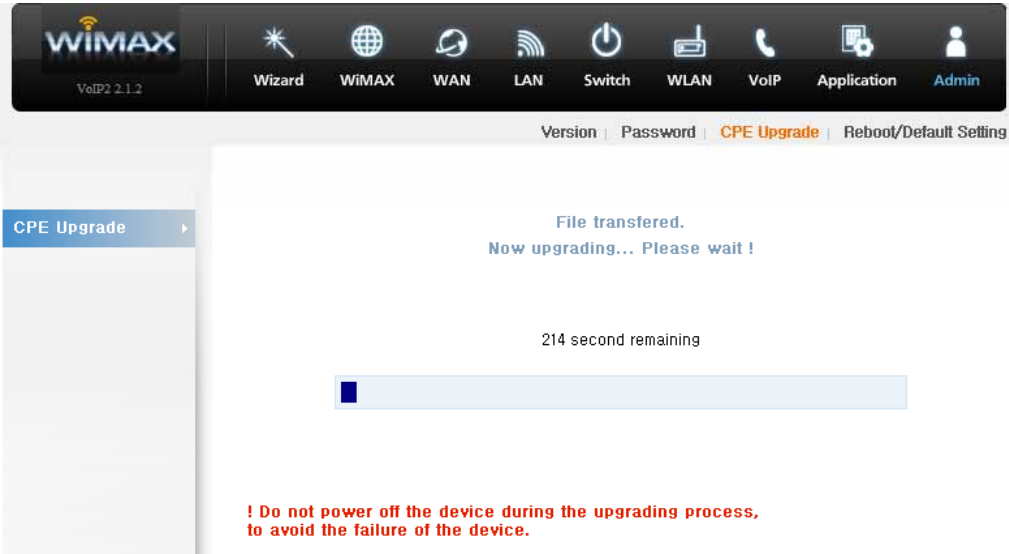 WiMAX
VoIP2 2.1.2
Wizard WiMAX WAN LAN Switch WLAN VoIP Application Admin
Version | Password | CPE Upgrade | Reboot/Default Setting
CPE Upgrade
File transfered.
Now upgrading... Please wait !
214 second remaining
! Do not power off the device during the upgrading process,
to avoid the failure of the device.